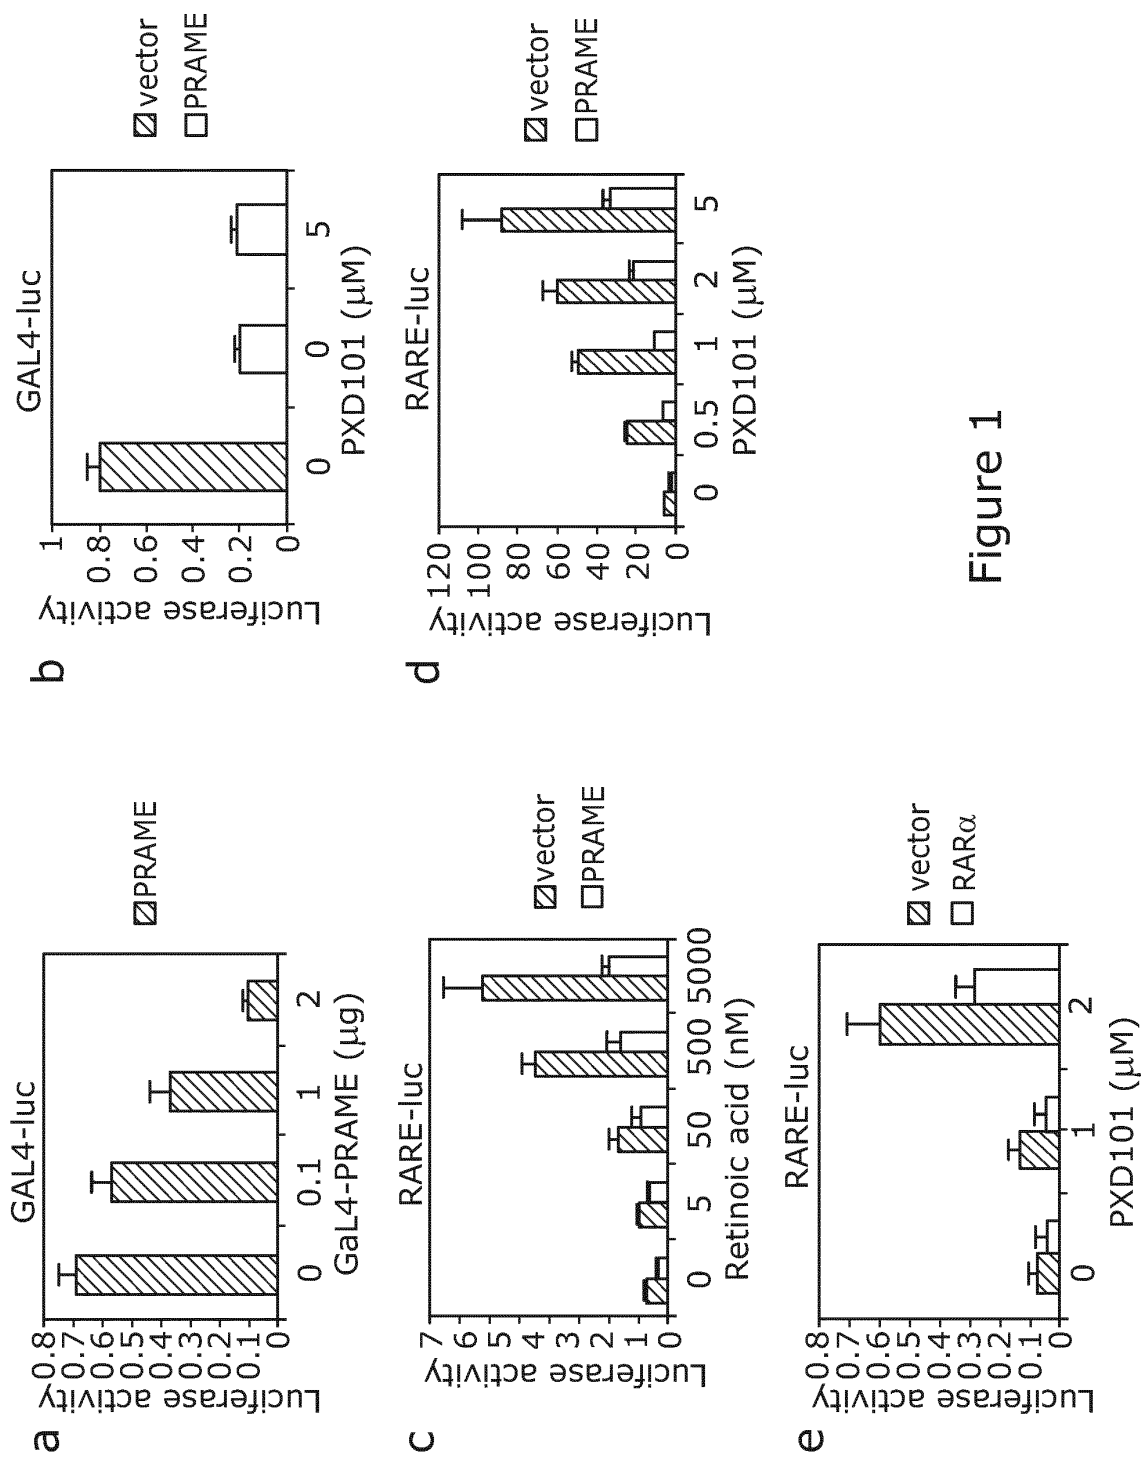 a
GAL4-luc
Luciferase activity
0.8
0.7
0.6
0.5
0.4
0.3
0.2
0.1
0
0 0.1 1 2
GaL4-PRAME (μg)
PRAME
b
GAL4-luc
Luciferase activity
1
0.8
0.6
0.4
0.2
0
0 0 5
PXD101 (μM)
vector
PRAME
c
RARE-luc
Luciferase activity
7
6
5
4
3
2
1
0
0 5 50 500 5000
Retinoic acid (nM)
vector
PRAME
d
RARE-luc
Luciferase activity
120
100
80
60
40
20
0
0 0.5 1 2 5
PXD101 (μM)
vector
PRAME
e
RARE-luc
Luciferase activity
0.8
0.7
0.6
0.5
0.4
0.3
0.2
0.1
0
0 1 2
PXD101 (μM)
vector
RARα
Figure 1